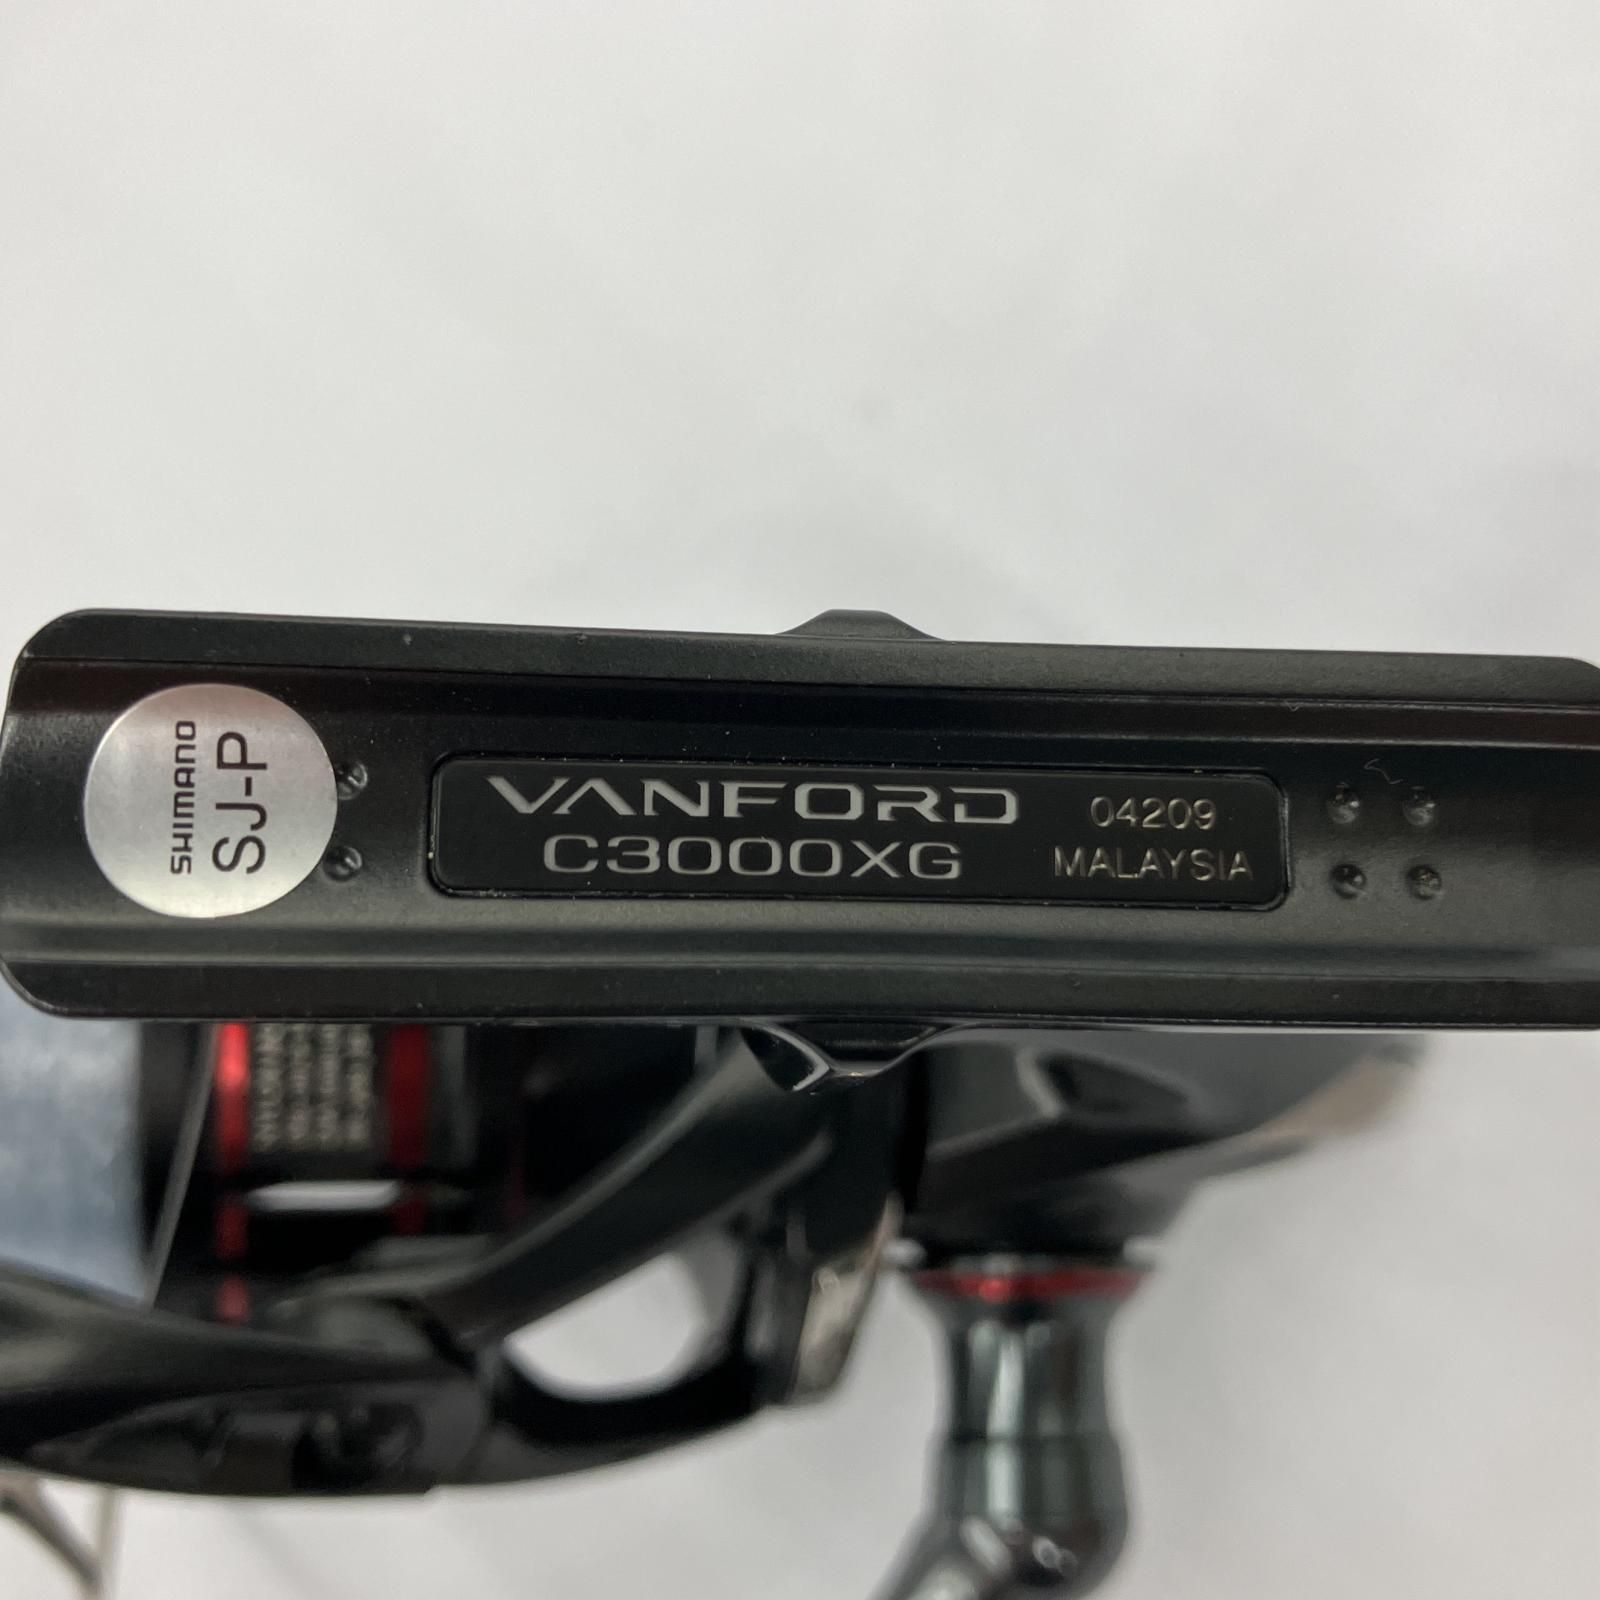 SHIMANO
SJ-P
VANFORD
C3000XG
04209
MALAYSIA